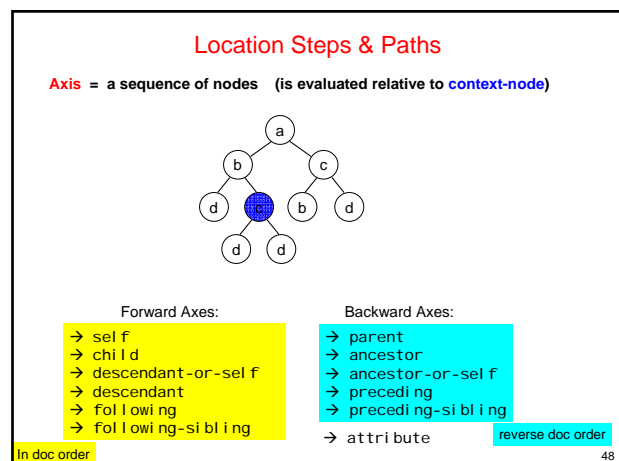 Location Steps & Paths
Axis = a sequence of nodes (is evaluated relative to context-node)
a
b c
d c b d
d d
Forward Axes:
→ self
→ child
→ descendant-or-self
→ descendant
→ following
→ following-sibling
In doc order
Backward Axes:
→ parent
→ ancestor
→ ancestor-or-self
→ preceding
→ preceding-sibling
→ attribute
reverse doc order
48